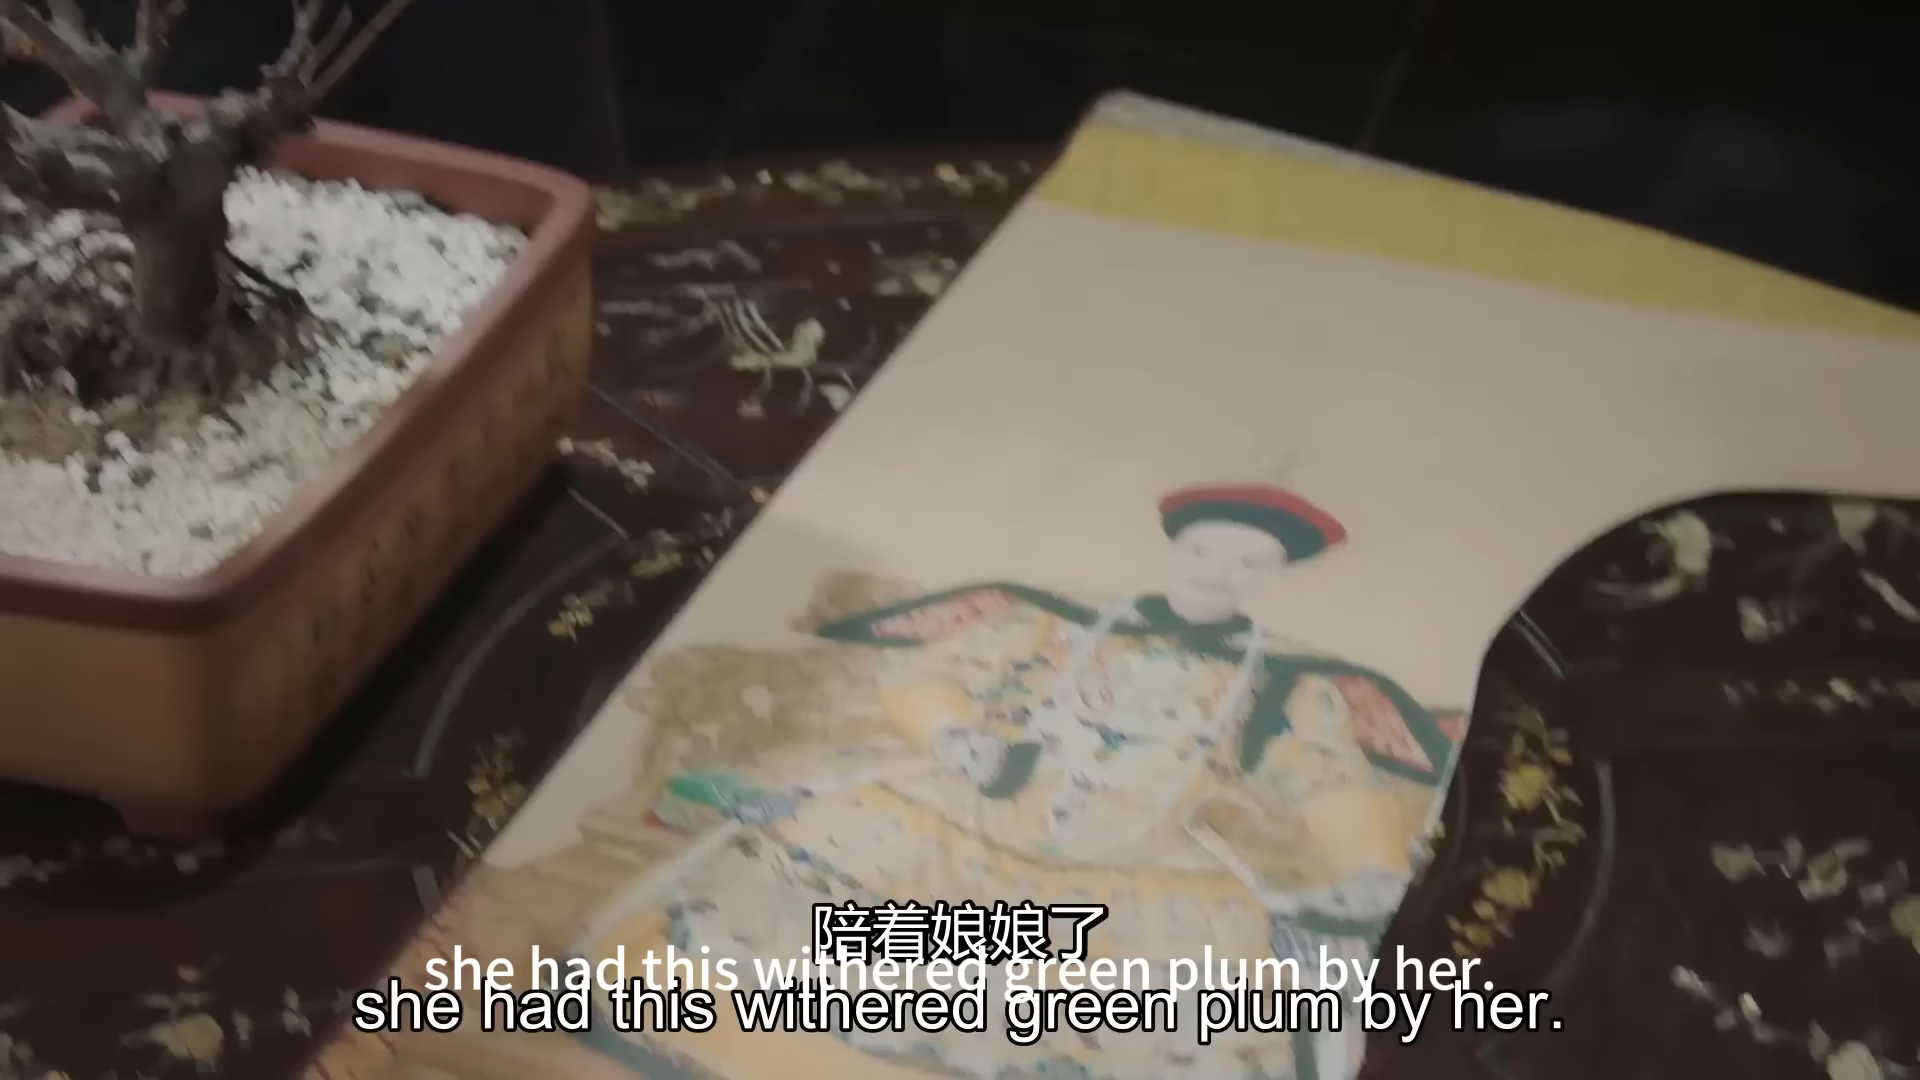 陪着娘娘了
she had this withered green plum by her.
she had this withered green plum by her.